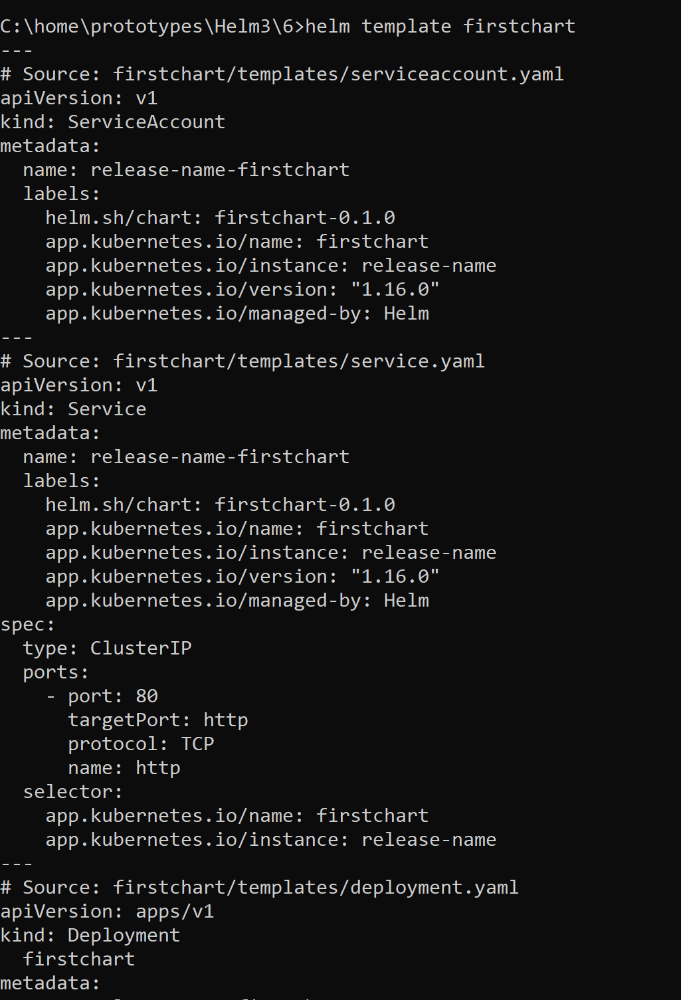 C:\home\prototypes\Helm3\6>helm template firstchart
---
# Source: firstchart/templates/serviceaccount.yaml
apiVersion: v1
kind: ServiceAccount
metadata:
  name: release-name-firstchart
  labels:
    helm.sh/chart: firstchart-0.1.0
    app.kubernetes.io/name: firstchart
    app.kubernetes.io/instance: release-name
    app.kubernetes.io/version: "1.16.0"
    app.kubernetes.io/managed-by: Helm
---
# Source: firstchart/templates/service.yaml
apiVersion: v1
kind: Service
metadata:
  name: release-name-firstchart
  labels:
    helm.sh/chart: firstchart-0.1.0
    app.kubernetes.io/name: firstchart
    app.kubernetes.io/instance: release-name
    app.kubernetes.io/version: "1.16.0"
    app.kubernetes.io/managed-by: Helm
spec:
  type: ClusterIP
  ports:
    - port: 80
      targetPort: http
      protocol: TCP
      name: http
  selector:
    app.kubernetes.io/name: firstchart
    app.kubernetes.io/instance: release-name
---
# Source: firstchart/templates/deployment.yaml
apiVersion: apps/v1
kind: Deployment
  firstchart
metadata: